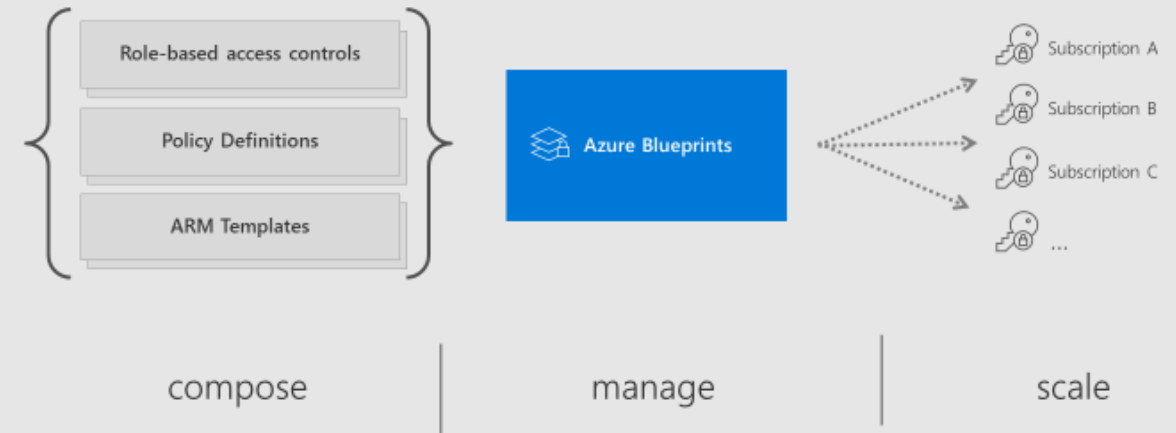 Role-based access controls
Policy Definitions
ARM Templates
Azure Blueprints
Subscription A
Subscription B
Subscription C
...
compose
manage
scale